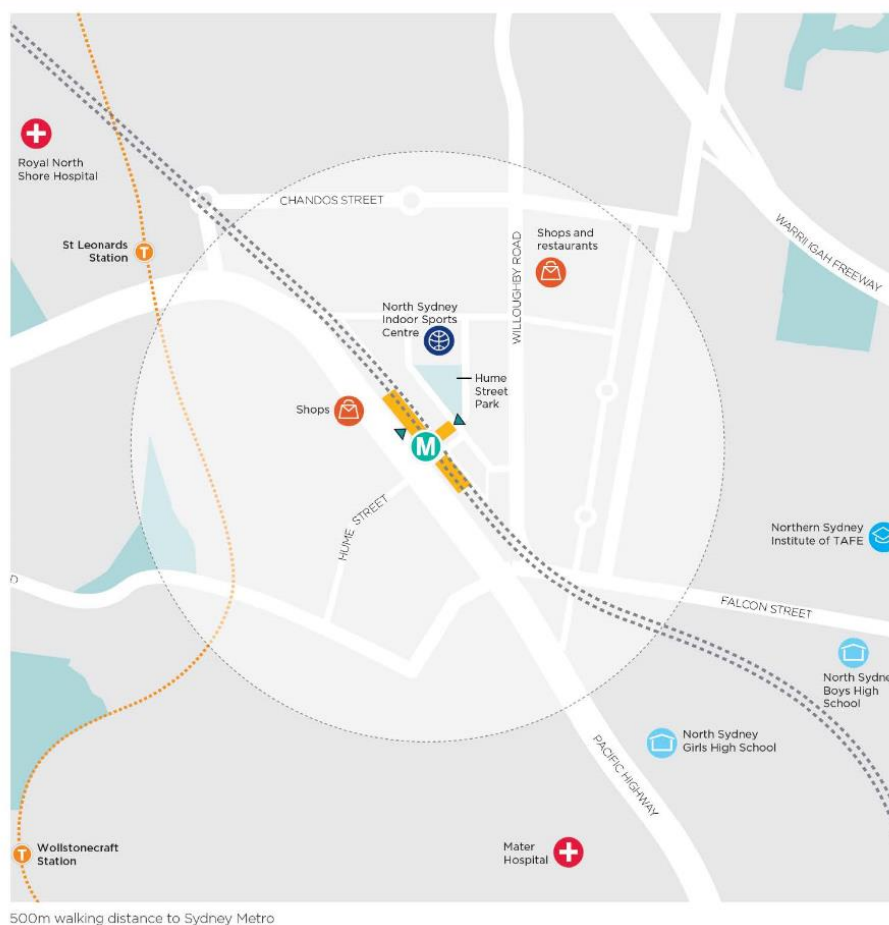 CHANDOS STREET
Royal North
Shore Hospital
St Leonards
Station
T
Shops and
restaurants
WILLOUGHBY ROAD
WARRILIGAH FREEWAY
North Sydney
Indoor Sports
Centre
Hume
Street
Park
Shops
M
HUME STREET
Northern Sydney
Institute of TAFE
D
FALCON STREET
North Sydne
Boys High
School
North Sydney
Girls High School
PACIFIC HIGHWAY
Mater
Hospital
T
Wollstonecraft
Station
500m walking distance to Sydney Metro